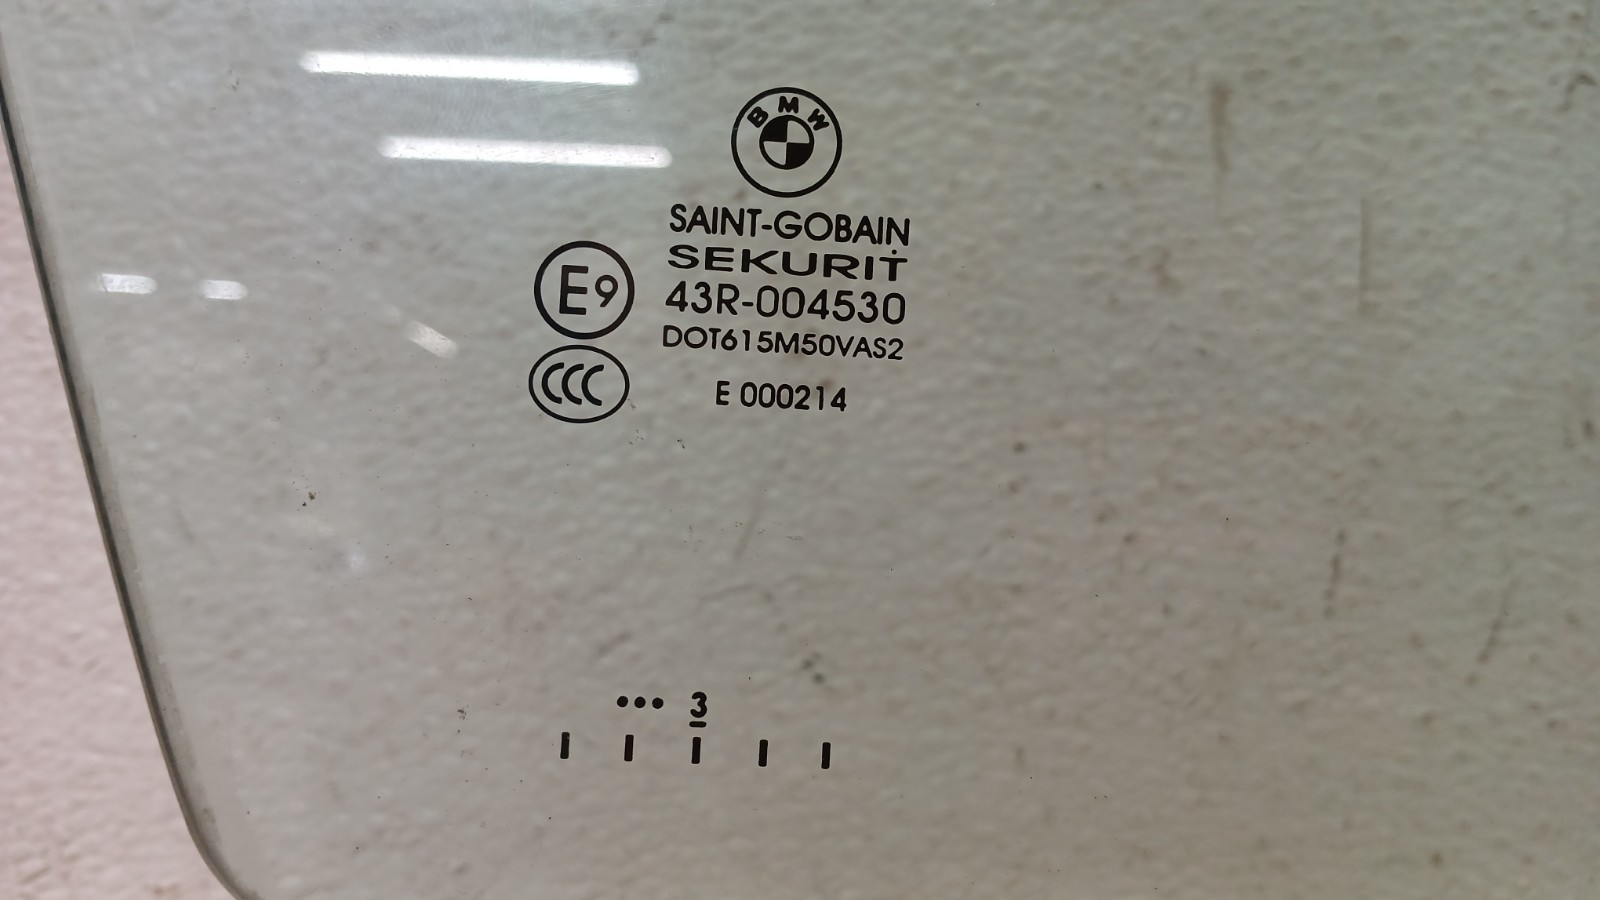 BMW
SAINT-GOBAIN
SEKURIT
E9
43R-004530
DOT615M50VAS2
CCC
E 000214
••• 3